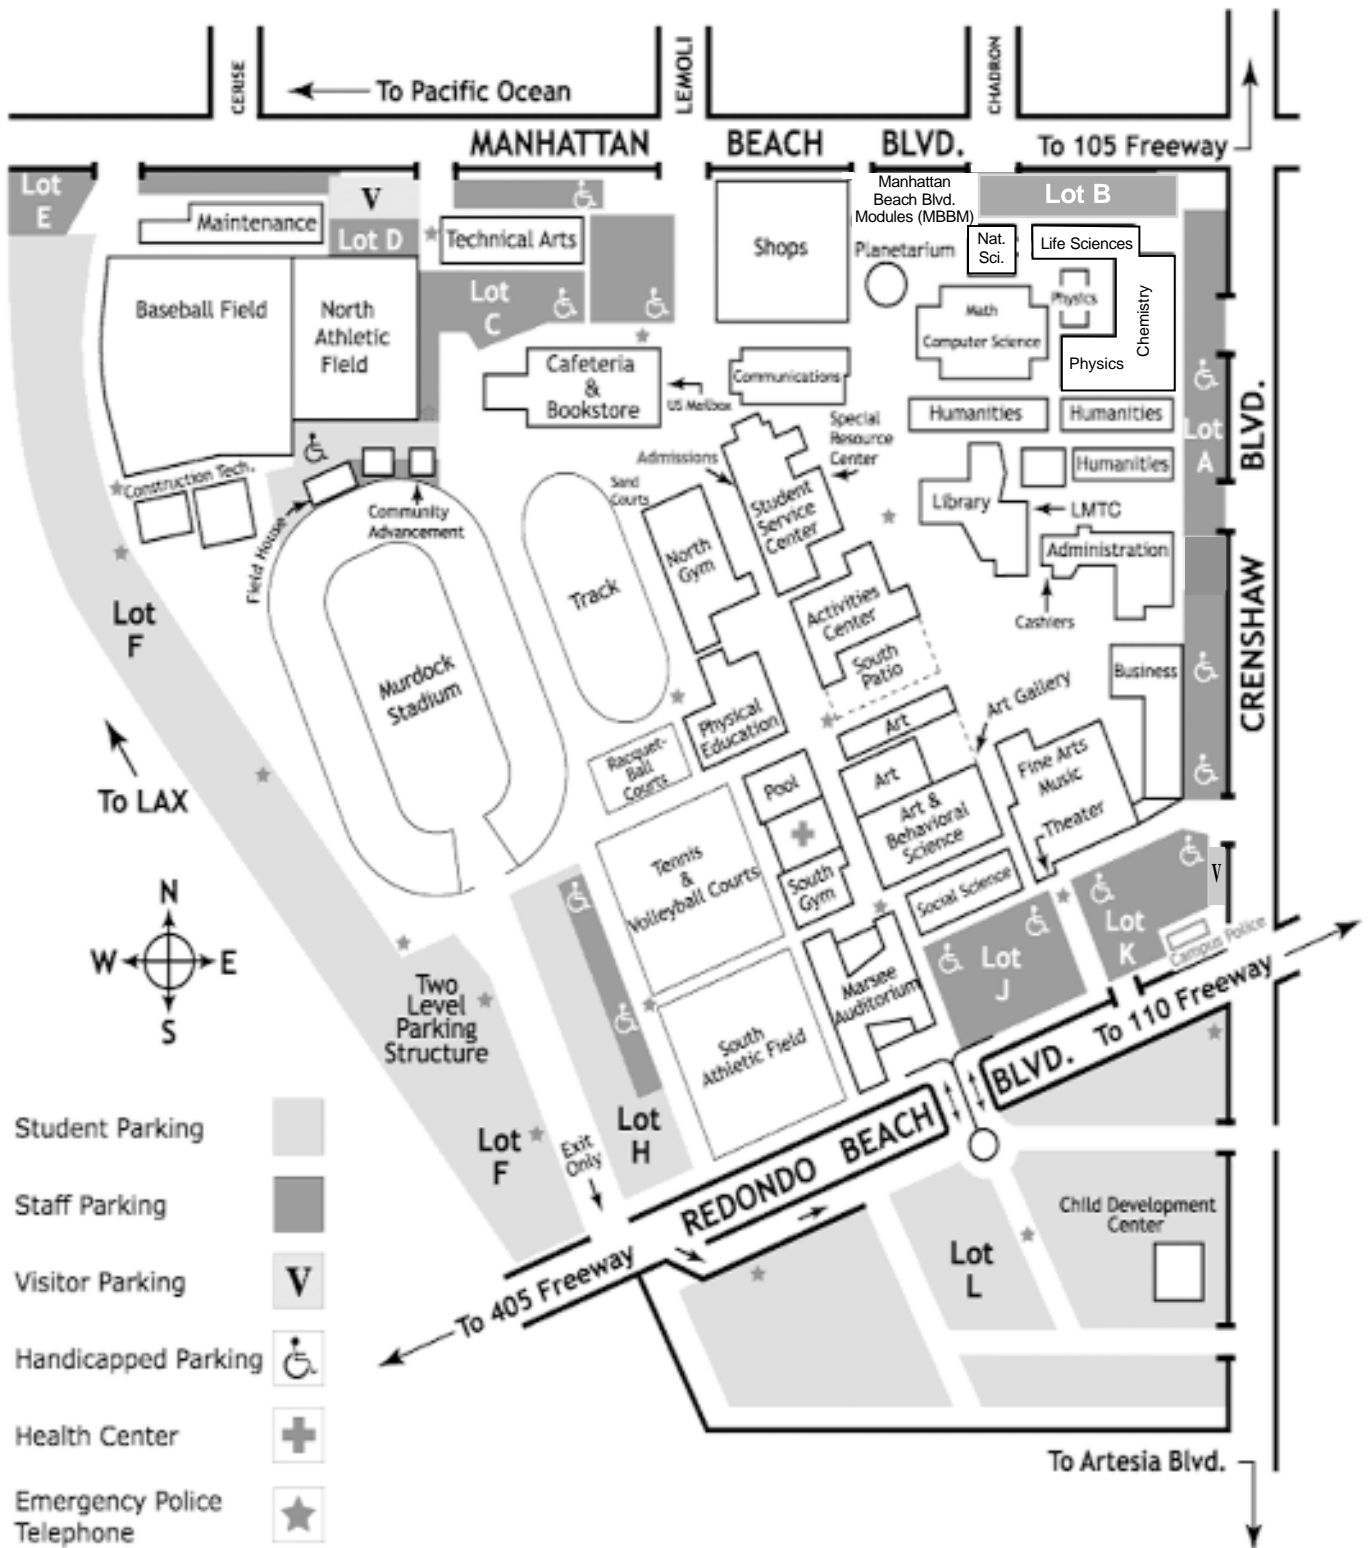 CERISE
LEMOLI
CHADRON
To Pacific Ocean
MANHATTAN BEACH BLVD.
To 105 Freeway
Lot
E
V
Maintenance
Lot D
Technical Arts
Shops
Manhattan
Beach Blvd.
Modules (MBBM)
Lot B
Planetarium
Nat.
Sci.
Life Sciences
Baseball Field
North
Athletic
Field
Lot
C
Math
Computer Science
Physics
Chemistry
Physics
Cafeteria
&
Bookstore
US Mailbox
Communications
Humanities
Humanities
Humanities
Lot
A
CRENSHAW BLVD.
Special
Resource
Center
Admissions
Student
Service
Center
Library
LMTC
Administration
Cashiers
Construction Tech.
Field House
Community
Advancement
Sand
Courts
North
Gym
Track
Murdock
Stadium
Activities
Center
South
Patio
Business
Lot
F
To LAX
Physical
Education
Racquet-
Ball
Courts
Art
Art Gallery
Art
Art &
Behavioral
Science
Fine Arts
Music
Theater
Pool
Tennis
&
Volleyball Courts
South
Gym
Social Science
V
Lot
K
Campus Police
Lot
J
Marsee
Auditorium
South
Athletic Field
N
W E
S
Two
Level
Parking
Structure
Lot
F
Exit
Only
Lot
H
REDONDO BEACH BLVD.
To 110 Freeway
To 405 Freeway
Lot
L
Child Development
Center
To Artesia Blvd.
Student Parking
Staff Parking
Visitor Parking V
Handicapped Parking
Health Center
Emergency Police
Telephone